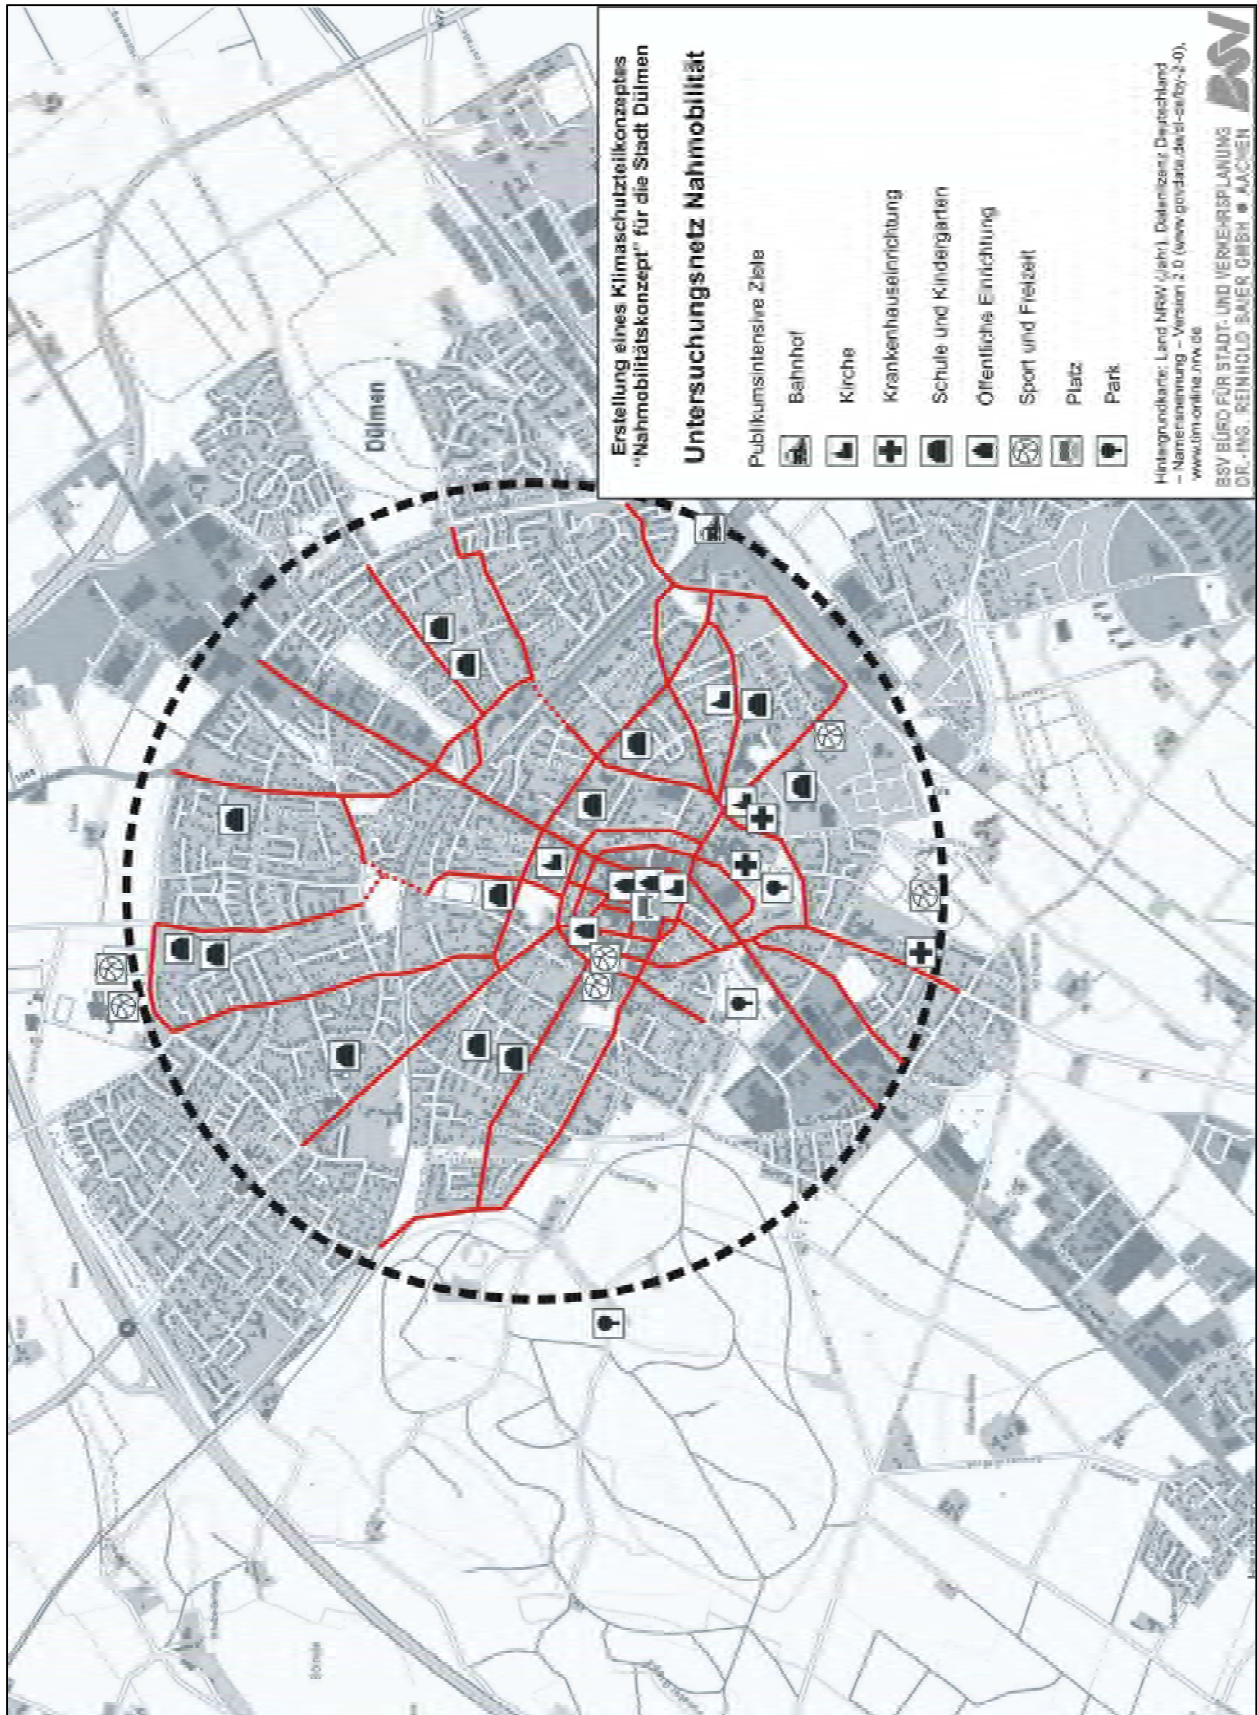 Erstellung eines Klimaschutzteilkonzeptes
"Nahmobilitätskonzept" für die Stadt Dülmen
Untersuchungsnetz Nahmobilität
Publikumsintensive Ziele
Bahnhof
Kirche
Krankenhauseinrichtung
Schule und Kindergarten
Öffentliche Einrichtung
Sport und Freizeit
Platz
Park
Hintergrundkarte: Land NRW (Jahr), Datenlizenz Deutschland
– Namensnennung – Version 2.0 (www.govdata.de/dl-de/by-2-0),
www.tim-online.nrw.de
BSV BÜRO FÜR STADT- UND VERKEHRSPLANUNG
DR.-ING. REINHOLD BAIER GMBH AACHEN
BSV
Dülmen